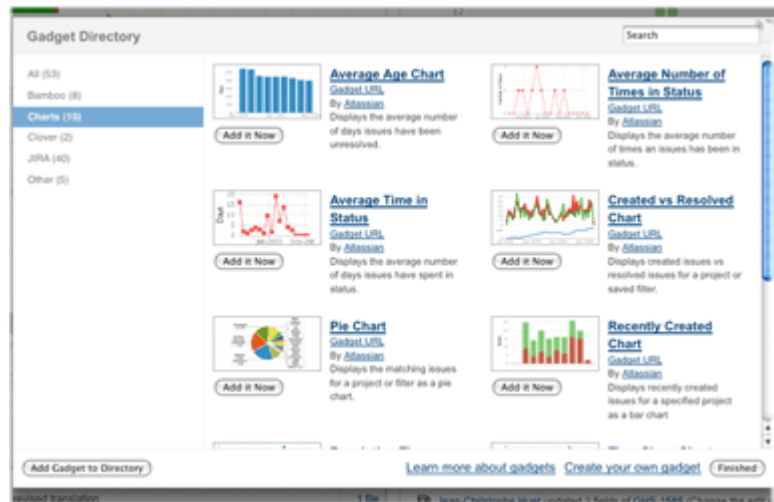 Gadget Directory
Search
All (53)
Bamboo (8)
Charts (10)
Clover (2)
JIRA (40)
Other (5)
Average Age Chart
Gadget URL
By Atlassian
Displays the average number
of days issues have been
unresolved.
Add it Now
Average Number of
Times in Status
Gadget URL
By Atlassian
Displays the average number
of times an issues has been in
status.
Add it Now
Days
Average Time in
Status
Gadget URL
By Atlassian
Displays the average number
of days issues have spent in
status.
Add it Now
Created vs Resolved
Chart
Gadget URL
By Atlassian
Displays created issues vs
resolved issues for a project or
saved filter.
Add it Now
Pie Chart
Gadget URL
By Atlassian
Displays the matching issues
for a project or filter as a pie
chart.
Add it Now
Recently Created
Chart
Gadget URL
By Atlassian
Displays recently created
issues for a specified project
as a bar chart
Add it Now
Add Gadget to Directory
Learn more about gadgets
Create your own gadget
Finished
revised translation
1 file